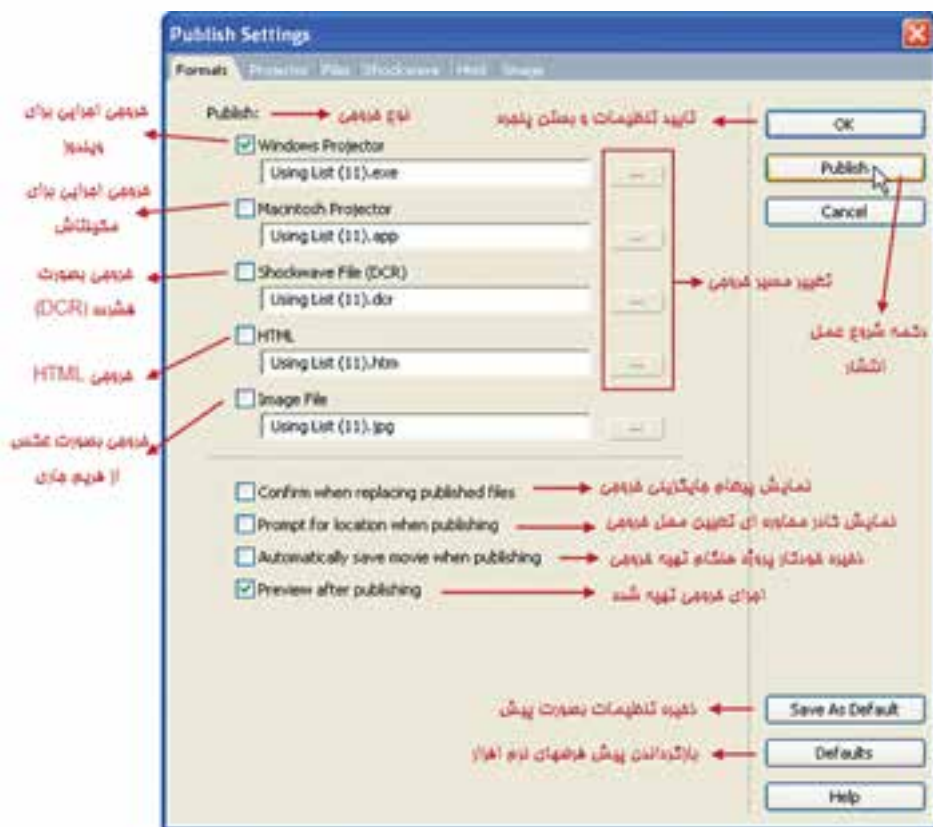 Publish Settings
Formats Projector Files Shockwave Html Image
Publish:
نوع خروجی
تایید تنظیمات و بستن پنجره
OK
خروجی اجرایی برای
ویندوز
Windows Projector
Using List (11).exe
...
Publish
خروجی اجرایی برای
مکینتاش
Macintosh Projector
Using List (11).app
...
Cancel
خروجی بصورت
فشرده (DCR)
Shockwave File (DCR)
Using List (11).dcr
...
تغییر مسیر خروجی
دکمه شروع عمل
انتشار
خروجی HTML
HTML
Using List (11).htm
...
خروجی بصورت عکس
از فریم جاری
Image File
Using List (11).jpg
...
Confirm when replacing published files
نمایش پیغام جایگزینی خروجی
Prompt for location when publishing
نمایش کادر محاوره ای تعیین محل خروجی
Automatically save movie when publishing
ذخیره خودکار پروژه هنگام تهیه خروجی
Preview after publishing
اجرای خروجی تهیه شده
ذخیره تنظیمات بصورت پیش
Save As Default
بازگرداندن پیش فرضهای نرم افزار
Defaults
Help